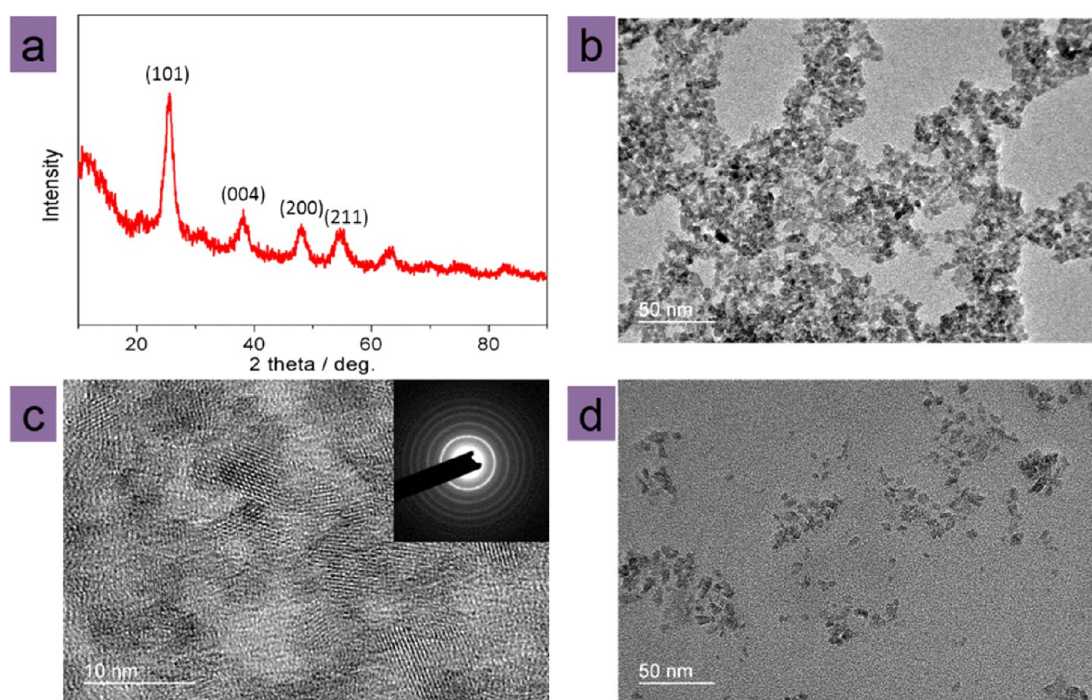 a
(101)
(004)
(200)
(211)
Intensity
20
40
60
80
2 theta / deg.
b
50 nm
c
10 nm
d
50 nm